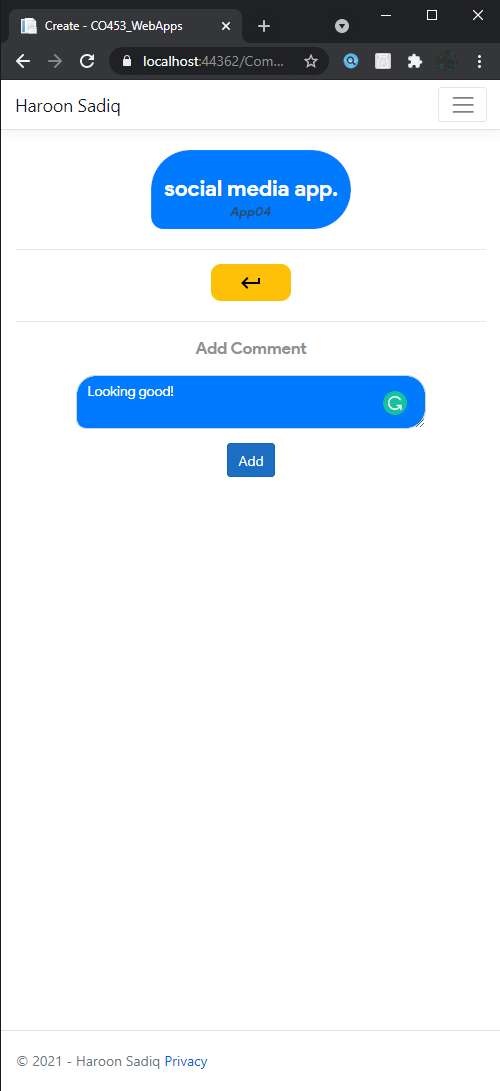 Create - CO453_WebApps
localhost:44362/Com...
Haroon Sadiq
social media app.
App04
Add Comment
Looking good!
Add
© 2021 - Haroon Sadiq Privacy